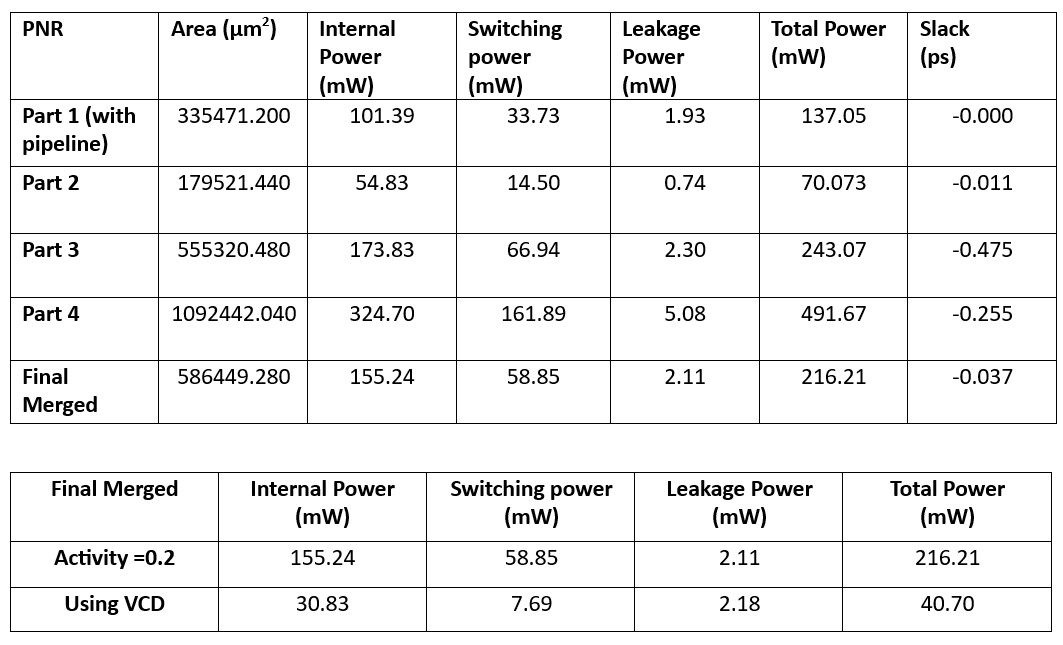 PNR Area (µm²) Internal Power (mW) Switching power (mW) Leakage Power (mW) Total Power (mW) Slack (ps)
Part 1 (with pipeline) 335471.200 101.39 33.73 1.93 137.05 -0.000
Part 2 179521.440 54.83 14.50 0.74 70.073 -0.011
Part 3 555320.480 173.83 66.94 2.30 243.07 -0.475
Part 4 1092442.040 324.70 161.89 5.08 491.67 -0.255
Final Merged 586449.280 155.24 58.85 2.11 216.21 -0.037
Final Merged Internal Power (mW) Switching power (mW) Leakage Power (mW) Total Power (mW)
Activity =0.2 155.24 58.85 2.11 216.21
Using VCD 30.83 7.69 2.18 40.70